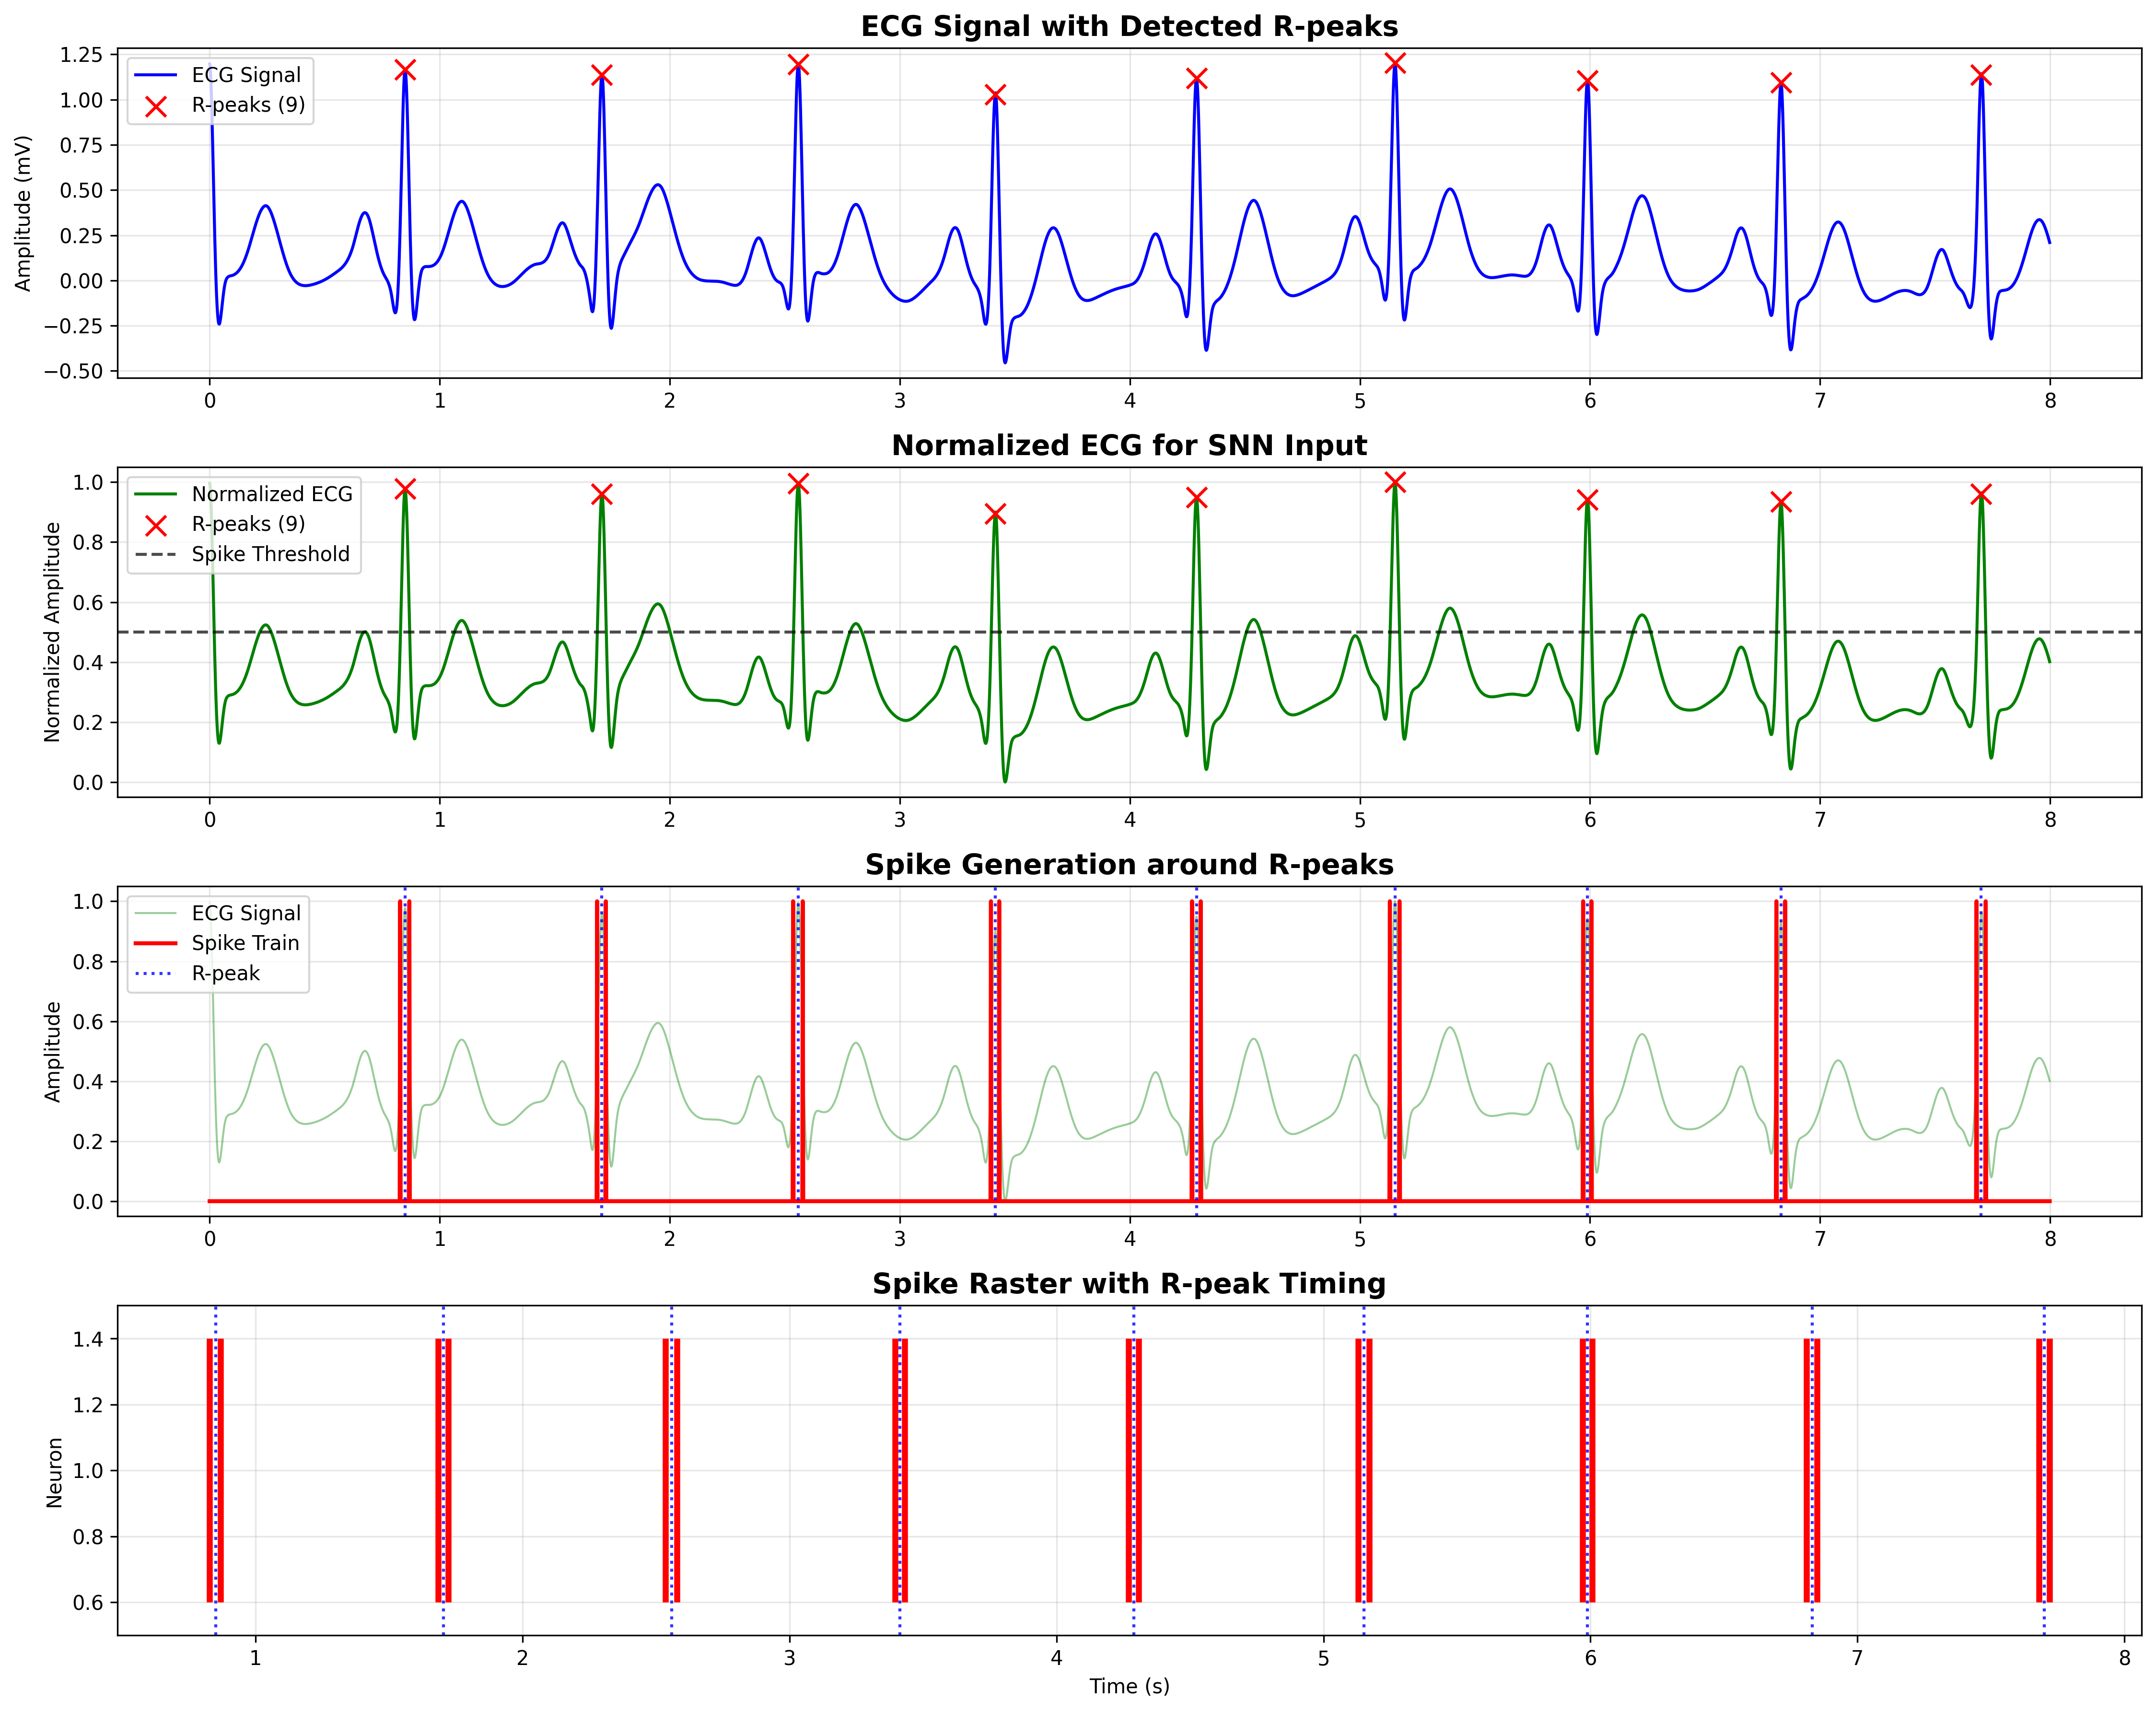 ECG Signal with Detected R-peaks
Amplitude (mV)
1.25
1.00
0.75
0.50
0.25
0.00
−0.25
−0.50
ECG Signal
R-peaks (9)
0 1 2 3 4 5 6 7 8
Normalized ECG for SNN Input
Normalized Amplitude
1.0
0.8
0.6
0.4
0.2
0.0
Normalized ECG
R-peaks (9)
Spike Threshold
0 1 2 3 4 5 6 7 8
Spike Generation around R-peaks
Amplitude
1.0
0.8
0.6
0.4
0.2
0.0
ECG Signal
Spike Train
R-peak
0 1 2 3 4 5 6 7 8
Spike Raster with R-peak Timing
Neuron
1.4
1.2
1.0
0.8
0.6
1 2 3 4 5 6 7 8
Time (s)